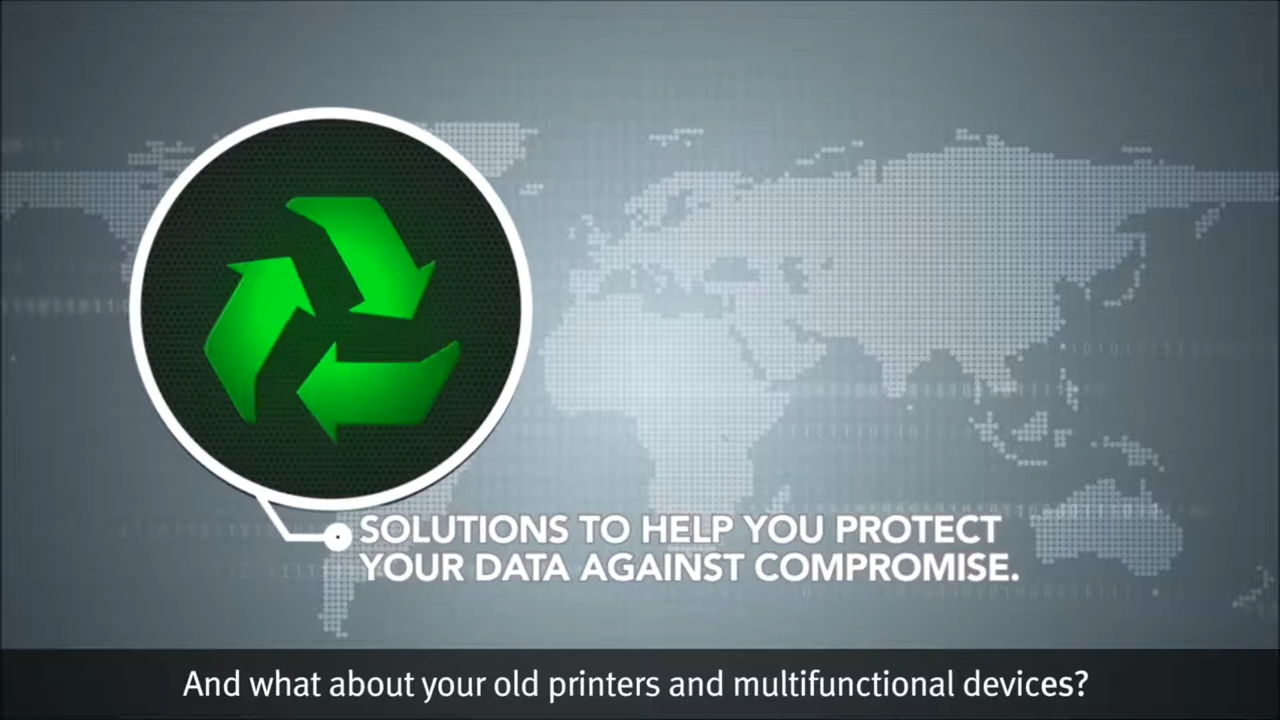 SOLUTIONS TO HELP YOU PROTECT
YOUR DATA AGAINST COMPROMISE.
And what about your old printers and multifunctional devices?